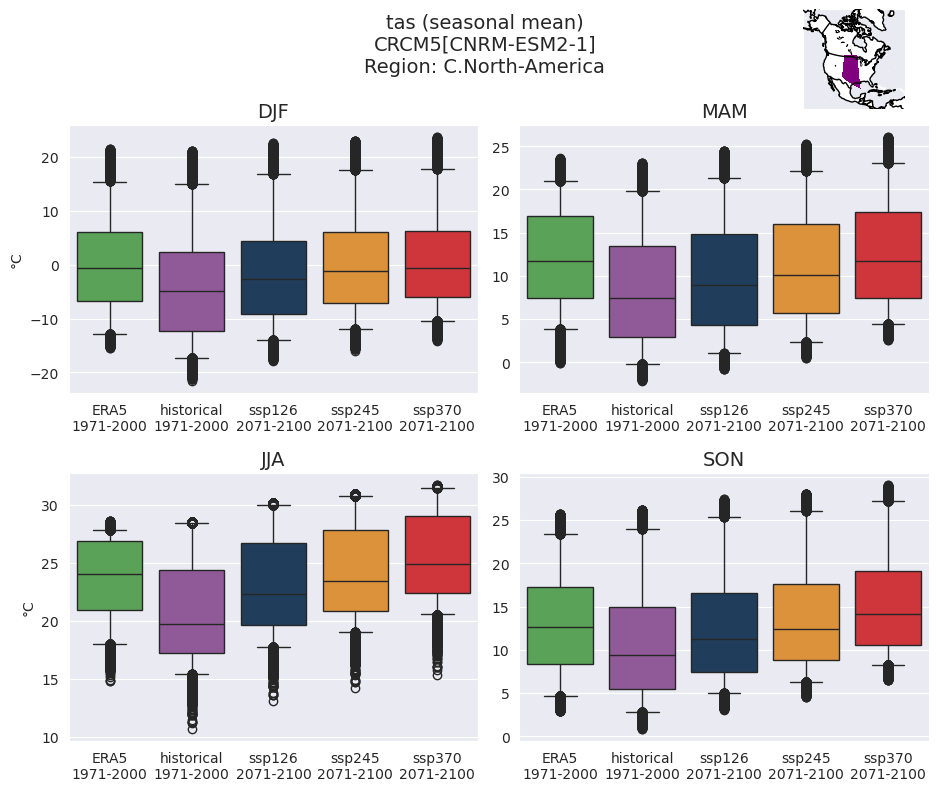 tas (seasonal mean)
CRCM5[CNRM-ESM2-1]
Region: C.North-America
DJF
°C
20
10
0
−10
−20
ERA5 historical ssp126 ssp245 ssp370
1971-2000 1971-2000 2071-2100 2071-2100 2071-2100
MAM
25
20
15
10
5
0
ERA5 historical ssp126 ssp245 ssp370
1971-2000 1971-2000 2071-2100 2071-2100 2071-2100
JJA
°C
30
25
20
15
10
ERA5 historical ssp126 ssp245 ssp370
1971-2000 1971-2000 2071-2100 2071-2100 2071-2100
SON
30
25
20
15
10
5
0
ERA5 historical ssp126 ssp245 ssp370
1971-2000 1971-2000 2071-2100 2071-2100 2071-2100